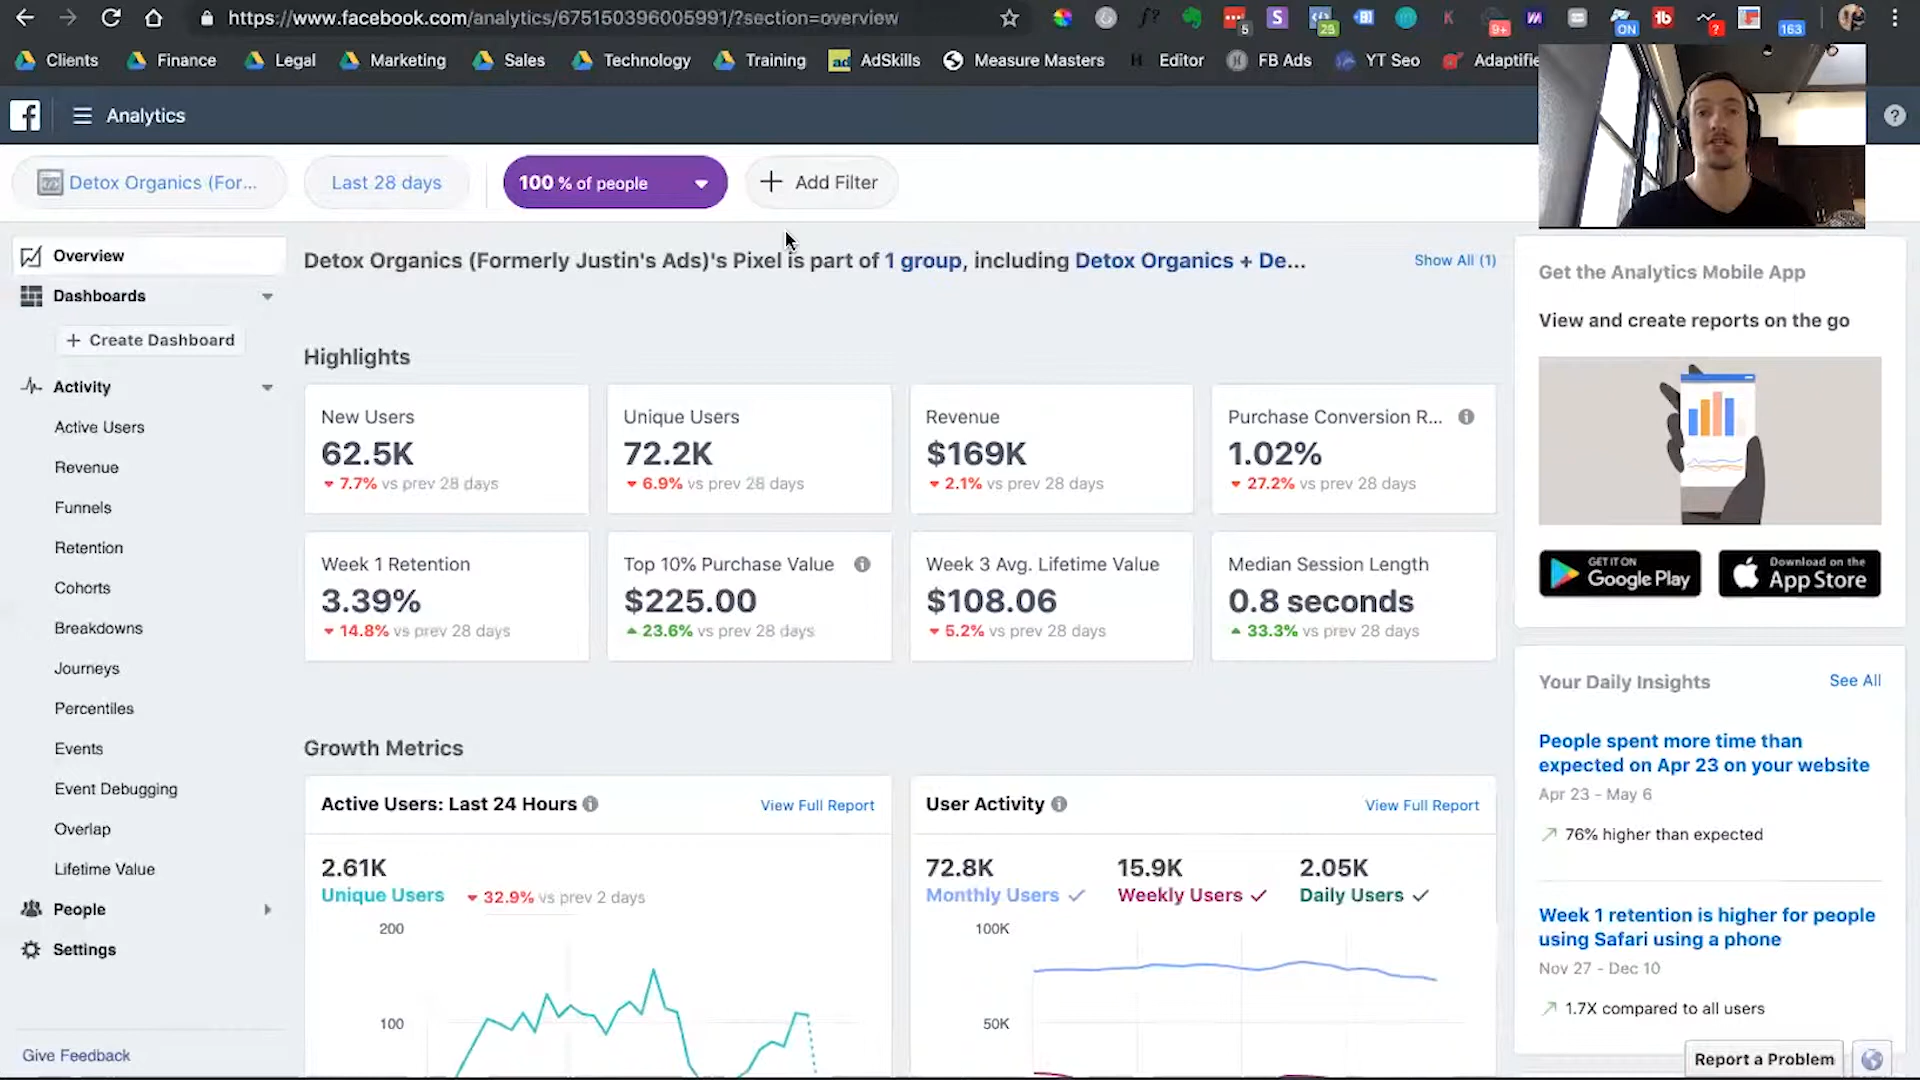 https://www.facebook.com/analytics/675150396005991/?section=overview
5
29
9+
ON
?
163
Clients
Finance
Legal
Marketing
Sales
Technology
Training
ad AdSkills
Measure Masters
H Editor
FB Ads
YT Seo
Adaptifie
Analytics
Detox Organics (For...
Last 28 days
100 % of people
Add Filter
Overview
Dashboards
+ Create Dashboard
Activity
Active Users
Revenue
Funnels
Retention
Cohorts
Breakdowns
Journeys
Percentiles
Events
Event Debugging
Overlap
Lifetime Value
People
Settings
Give Feedback
Detox Organics (Formerly Justin's Ads)'s Pixel is part of 1 group, including Detox Organics + De...
Show All (1)
Highlights
New Users
62.5K
7.7% vs prev 28 days
Unique Users
72.2K
6.9% vs prev 28 days
Revenue
$169K
2.1% vs prev 28 days
Purchase Conversion R...
1.02%
27.2% vs prev 28 days
Week 1 Retention
3.39%
14.8% vs prev 28 days
Top 10% Purchase Value
$225.00
23.6% vs prev 28 days
Week 3 Avg. Lifetime Value
$108.06
5.2% vs prev 28 days
Median Session Length
0.8 seconds
33.3% vs prev 28 days
Growth Metrics
Active Users: Last 24 Hours
View Full Report
2.61K
Unique Users
32.9% vs prev 2 days
200
100
User Activity
View Full Report
72.8K
Monthly Users
15.9K
Weekly Users
2.05K
Daily Users
100K
50K
Get the Analytics Mobile App
View and create reports on the go
GET IT ON
Google Play
Download on the
App Store
Your Daily Insights
See All
People spent more time than
expected on Apr 23 on your website
Apr 23 - May 6
76% higher than expected
Week 1 retention is higher for people
using Safari using a phone
Nov 27 - Dec 10
1.7X compared to all users
Report a Problem